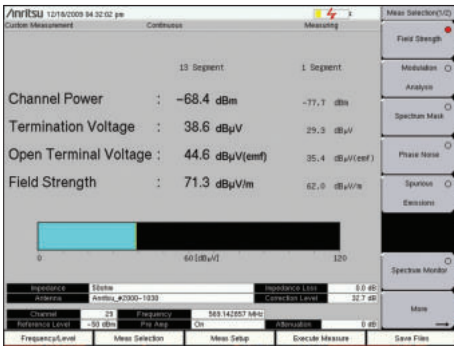 Anritsu 12/16/2009 04:32:02 pm
Custom Measurement Continuous Measuring
13 Segment 1 Segment
Channel Power : -68.4 dBm -77.7 dBm
Termination Voltage : 38.6 dBμV 29.3 dBμV
Open Terminal Voltage : 44.6 dBμV(emf) 35.4 dBμV(emf)
Field Strength : 71.3 dBμV/m 62.0 dBμV/m
0 60[dBμV] 120
Impedance 50ohm Impedance Loss 0.0 dB
Antenna Anritsu_#2000-1030 Correction Level 32.7 dB
Channel 29 Frequency 569.142857 MHz
Reference Level -50 dBm Pre Amp On Attenuation 0 dB
Frequency/Level Meas Selection Meas Setup Execute Measure Save Files
Meas Selection(1/2)
Field Strength
Modulation
Analysis
Spectrum Mask
Phase Noise
Spurious
Emissions
Spectrum Monitor
More